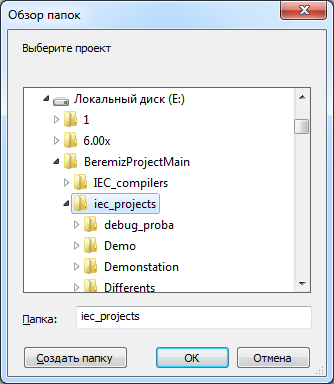 Обзор папок
Выберите проект
Локальный диск (E:)
1
6.00x
BeremizProjectMain
IEC_compilers
iec_projects
debug_proba
Demo
Demonstation
Differents
Папка: iec_projects
Создать папку OK Отмена